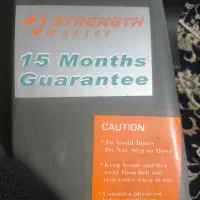 STRENGTH
Master
15 Months
Guarantee
CAUTION:
• To Avoid Injury
Do Not Step on Hood
• Keep hands and feet
away from belt and
rear roller when in use
• Consult a physician